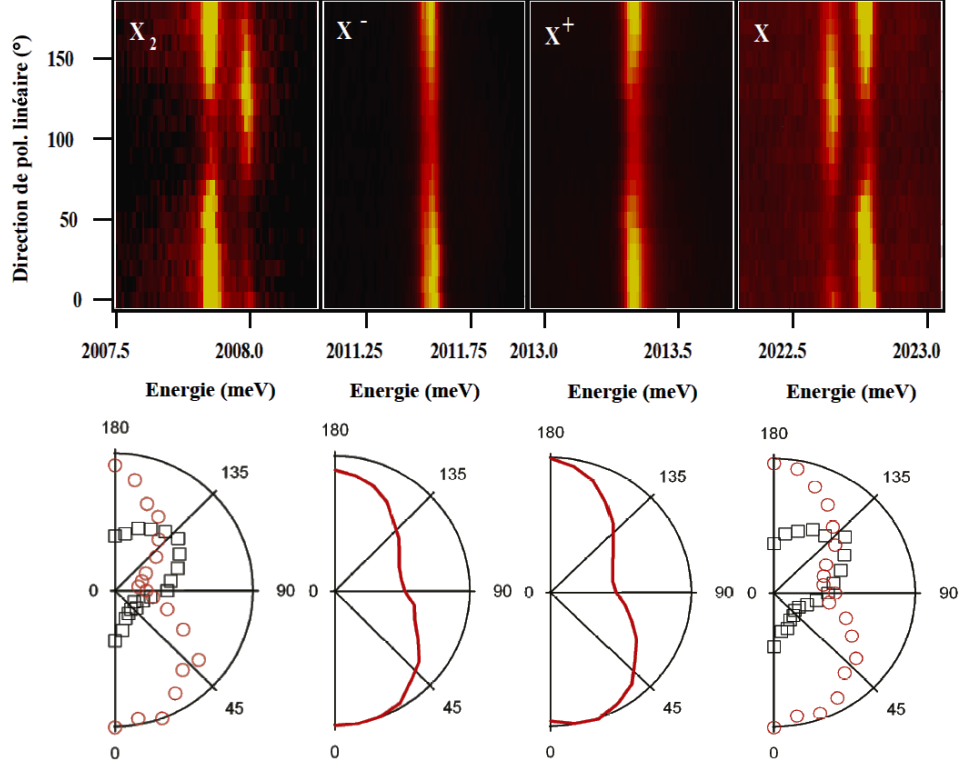 X₂ X⁻ X⁺ X
Direction de pol. linéaire (°)
150
100
50
0
2007.5 2008.0 2011.25 2011.75 2013.0 2013.5 2022.5 2023.0
Energie (meV) Energie (meV) Energie (meV) Energie (meV)
180 180 180 180
135 135 135 135
0 90 0 90 0 90 0 90
45 45 45 45
0 0 0 0